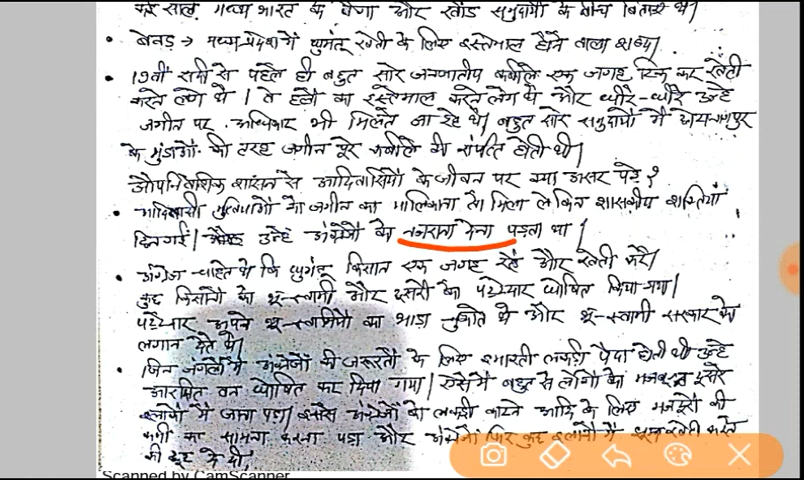 कई साल मध्य भारत के बैगा और खोंड समुदायों के बीच बिताए थे।
• बेवड़ → मध्यप्रदेश में घुमंतू खेती के लिए इस्तेमाल होने वाला शब्द।
• 19वीं सदी से पहले ही बहुत सारे जनजातीय कबीले एक जगह टिक कर खेती
करने लगे थे। वे हलों का इस्तेमाल करने लगे थे और धीरे-धीरे उन्हें
जमीन पर अधिकार भी मिलते जा रहे थे। बहुत सारे समुदायों में छोटानागपुर
के मुंडाओं की तरह जमीन पूरे कबीले की संपत्ति होती थी।
औपनिवेशिक शासन से आदिवासियों के जीवन पर क्या असर पड़े?
• आदिवासी मुखियाओं को जमीन का मालिकाना तो मिला लेकिन शासकीय शक्तियाँ
छिन गई। और उन्हें अंग्रेजों को नजराना देना पड़ता था।
• अंग्रेज चाहते थे कि घुमंतू किसान एक जगह रहें और खेती करें।
कुछ किसानों को भू-स्वामी और दूसरों को पट्टेदार घोषित किया गया।
पट्टेदार अपने भू-स्वामियों का भाड़ा चुकाते थे और भू-स्वामी सरकार को
लगान देते थे।
• जिन जंगलों में अंग्रेजों की जरूरतों के लिए इमारती लकड़ी पैदा होती थी उन्हें
आरक्षित वन घोषित कर दिया गया। ऐसे में बहुत से लोगों को मजबूरन दूसरे
इलाकों में जाना पड़ा। इससे अंग्रेजों को लकड़ी काटने आदि के लिए मजदूरों की
कमी का सामना करना पड़ा और अंग्रेजों फिर कुछ इलाकों में झूम खेती करने
की छूट दे दी।
Scanned by CamScanner